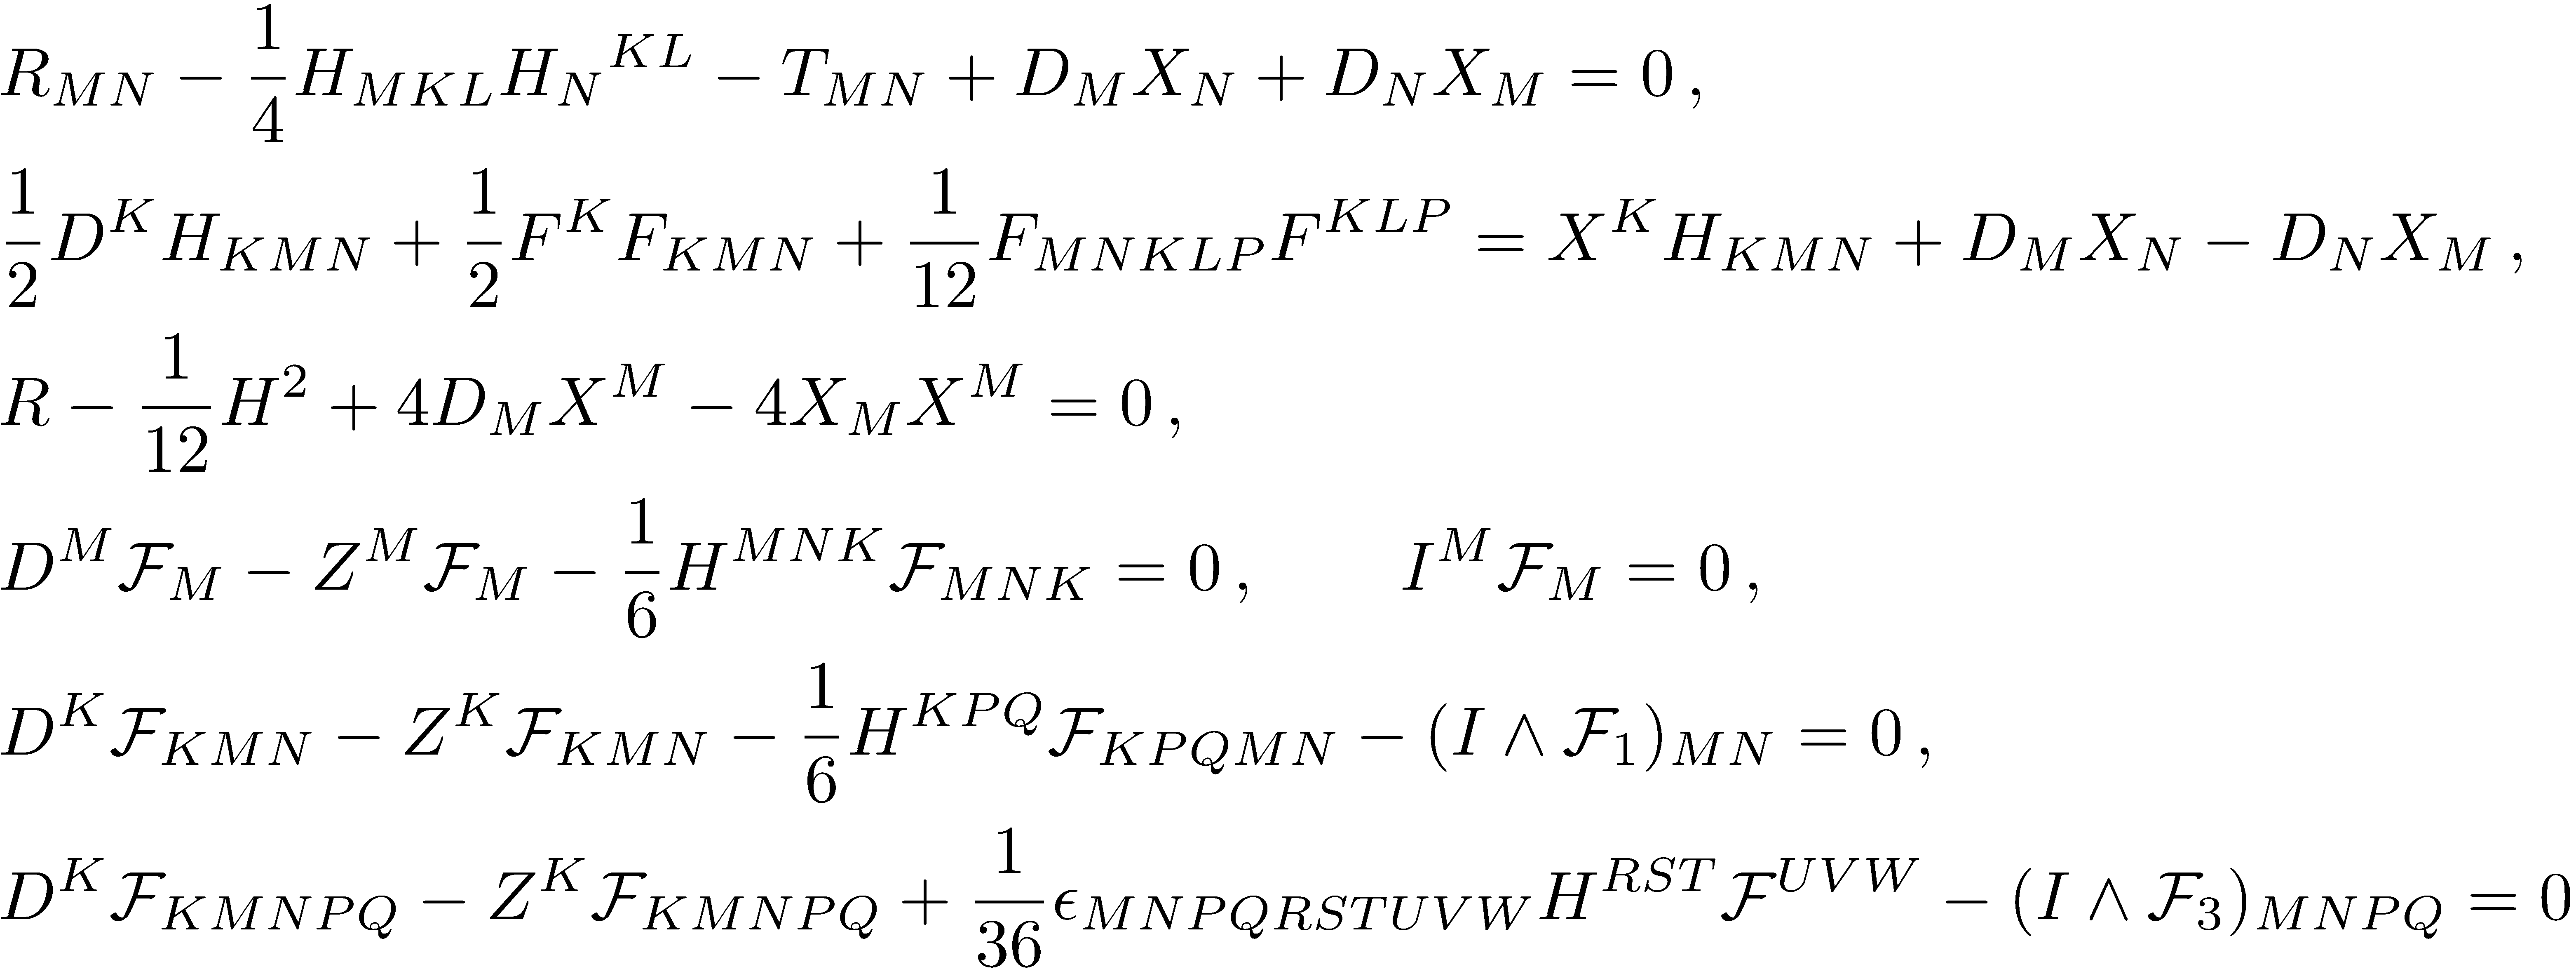 R_{MN} - \frac{1}{4} H_{MKL} H_N{}^{KL} - T_{MN} + D_M X_N + D_N X_M = 0 ,
\frac{1}{2} D^K H_{KMN} + \frac{1}{2} F^K F_{KMN} + \frac{1}{12} F_{MNKLP} F^{KLP} = X^K H_{KMN} + D_M X_N - D_N X_M ,
R - \frac{1}{12} H^2 + 4 D_M X^M - 4 X_M X^M = 0 ,
D^M \mathcal{F}_M - Z^M \mathcal{F}_M - \frac{1}{6} H^{MNK} \mathcal{F}_{MNK} = 0 , \qquad I^M \mathcal{F}_M = 0 ,
D^K \mathcal{F}_{KMN} - Z^K \mathcal{F}_{KMN} - \frac{1}{6} H^{KPQ} \mathcal{F}_{KPQMN} - (I \wedge \mathcal{F}_1)_{MN} = 0 ,
D^K \mathcal{F}_{KMNPQ} - Z^K \mathcal{F}_{KMNPQ} + \frac{1}{36} \epsilon_{MNPQRSTUVW} H^{RST} \mathcal{F}^{UVW} - (I \wedge \mathcal{F}_3)_{MNPQ} = 0